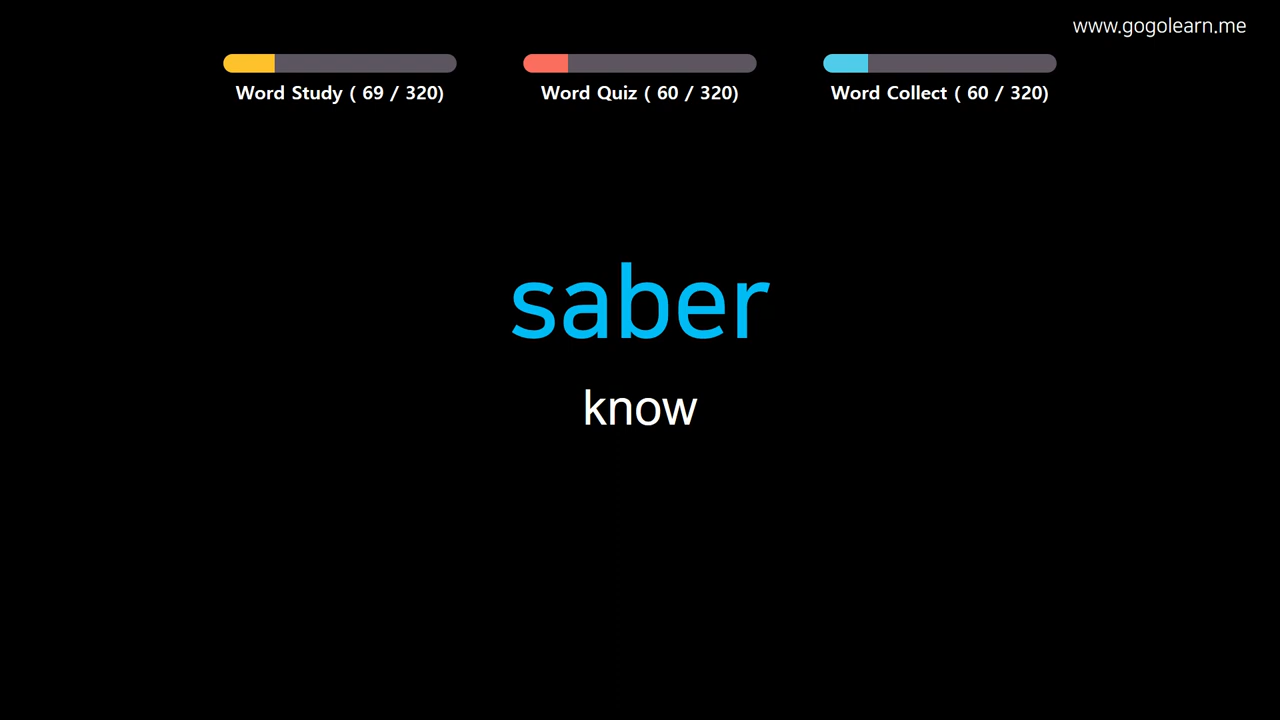 www.gogolearn.me
Word Study ( 69 / 320)
Word Quiz ( 60 / 320)
Word Collect ( 60 / 320)
saber
know